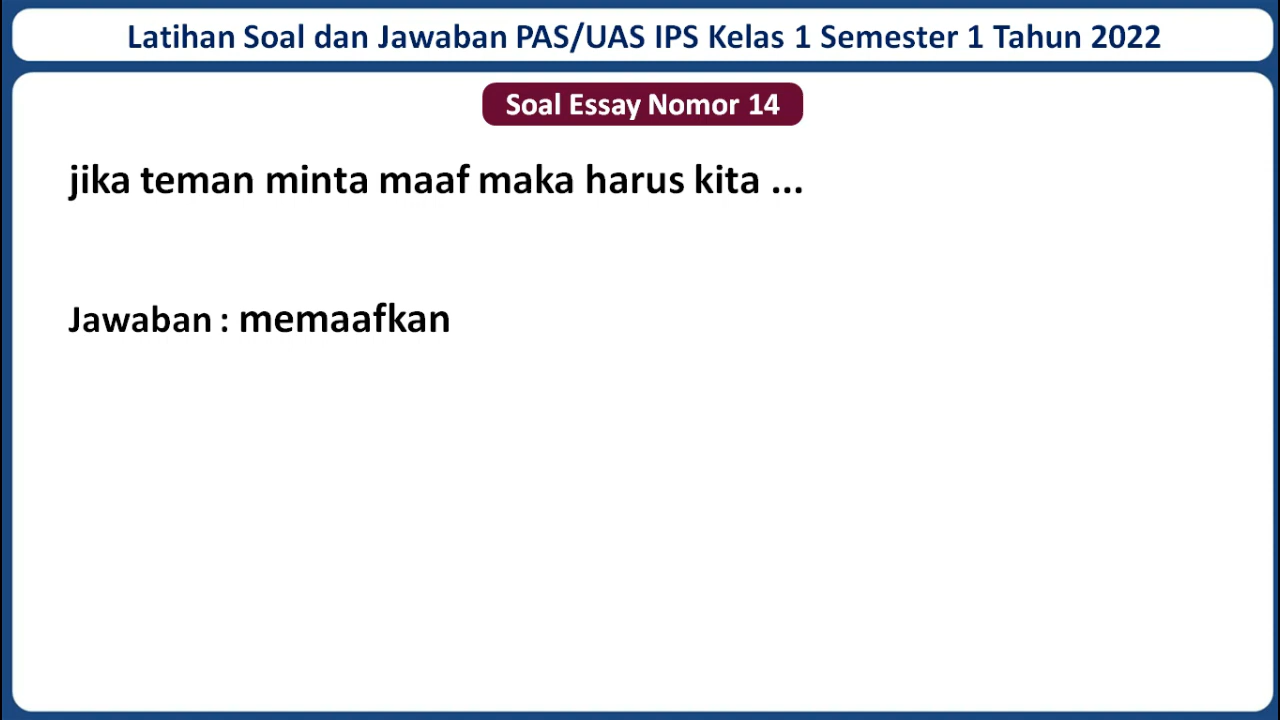 Latihan Soal dan Jawaban PAS/UAS IPS Kelas 1 Semester 1 Tahun 2022
Soal Essay Nomor 14
jika teman minta maaf maka harus kita ...
Jawaban : memaafkan